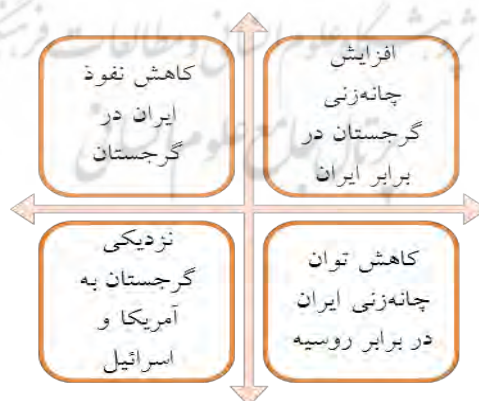 افزایش
چانه‌زنی
گرجستان در
برابر ایران
کاهش نفوذ
ایران در
گرجستان
کاهش توان
چانه‌زنی ایران
در برابر روسیه
نزدیکی
گرجستان به
آمریکا و
اسرائیل